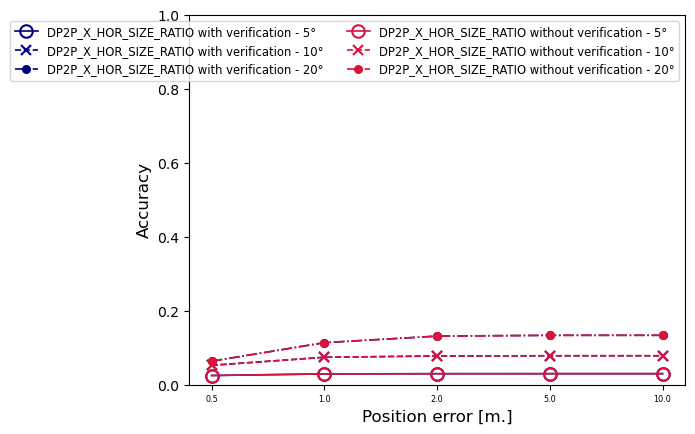 1.0
DP2P_X_HOR_SIZE_RATIO with verification - 5°
DP2P_X_HOR_SIZE_RATIO with verification - 10°
DP2P_X_HOR_SIZE_RATIO with verification - 20°
DP2P_X_HOR_SIZE_RATIO without verification - 5°
DP2P_X_HOR_SIZE_RATIO without verification - 10°
DP2P_X_HOR_SIZE_RATIO without verification - 20°
0.8
0.6
0.4
0.2
0.0
Accuracy
0.5 1.0 2.0 5.0 10.0
Position error [m.]